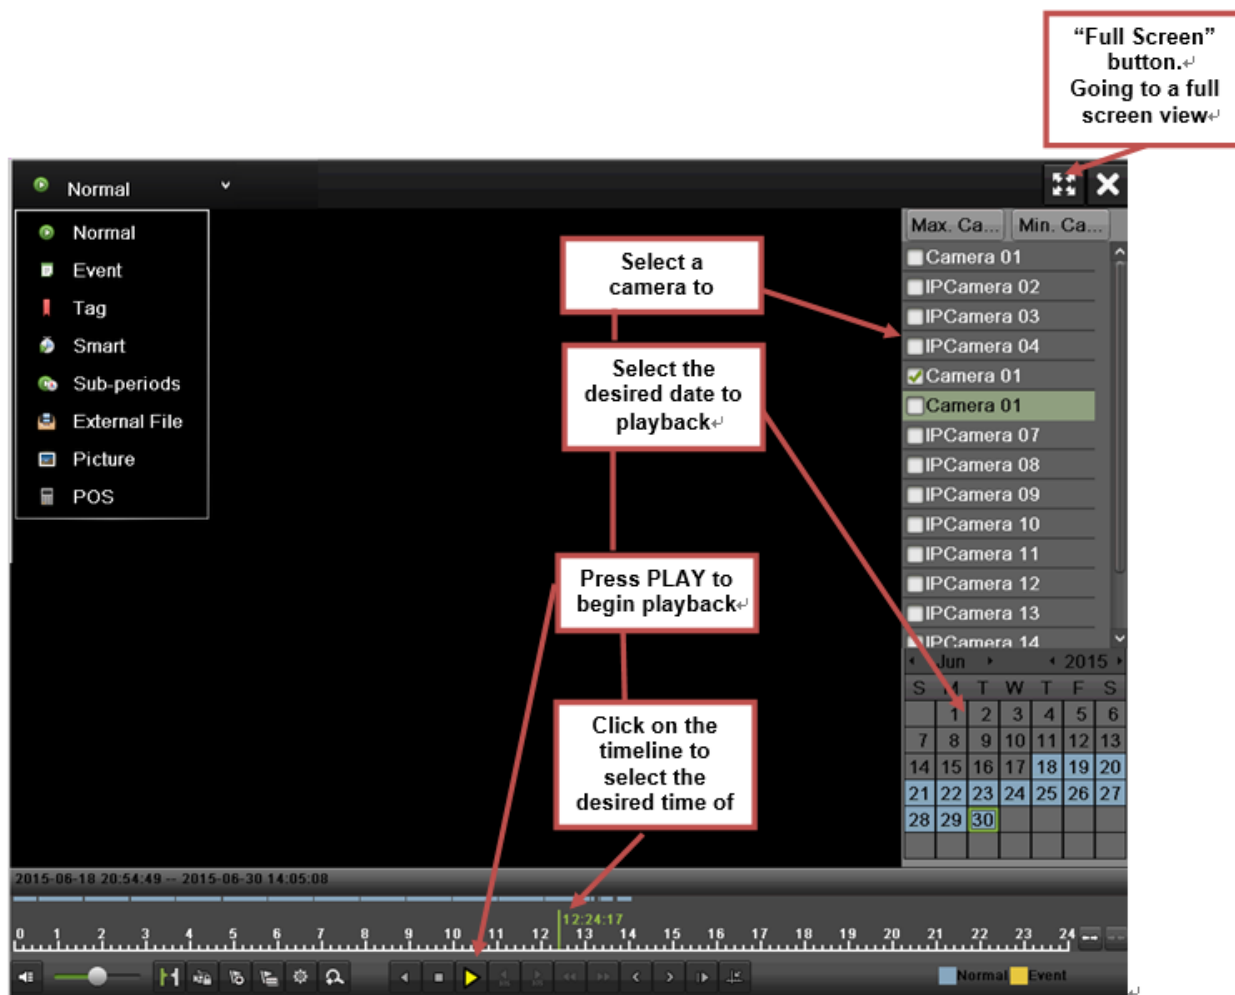 “Full Screen”
button.
Going to a full
screen view
Normal
Normal
Event
Tag
Smart
Sub-periods
External File
Picture
POS
Select a
camera to
Select the
desired date to
playback
Press PLAY to
begin playback
Click on the
timeline to
select the
desired time of
Max. Ca... Min. Ca...
Camera 01
IPCamera 02
IPCamera 03
IPCamera 04
Camera 01
Camera 01
IPCamera 07
IPCamera 08
IPCamera 09
IPCamera 10
IPCamera 11
IPCamera 12
IPCamera 13
IPCamera 14
Jun 2015
S M T W T F S
1 2 3 4 5 6
7 8 9 10 11 12 13
14 15 16 17 18 19 20
21 22 23 24 25 26 27
28 29 30
2015-06-18 20:54:49 -- 2015-06-30 14:05:08
12:24:17
0 1 2 3 4 5 6 7 8 9 10 11 12 13 14 15 16 17 18 19 20 21 22 23 24
Normal Event